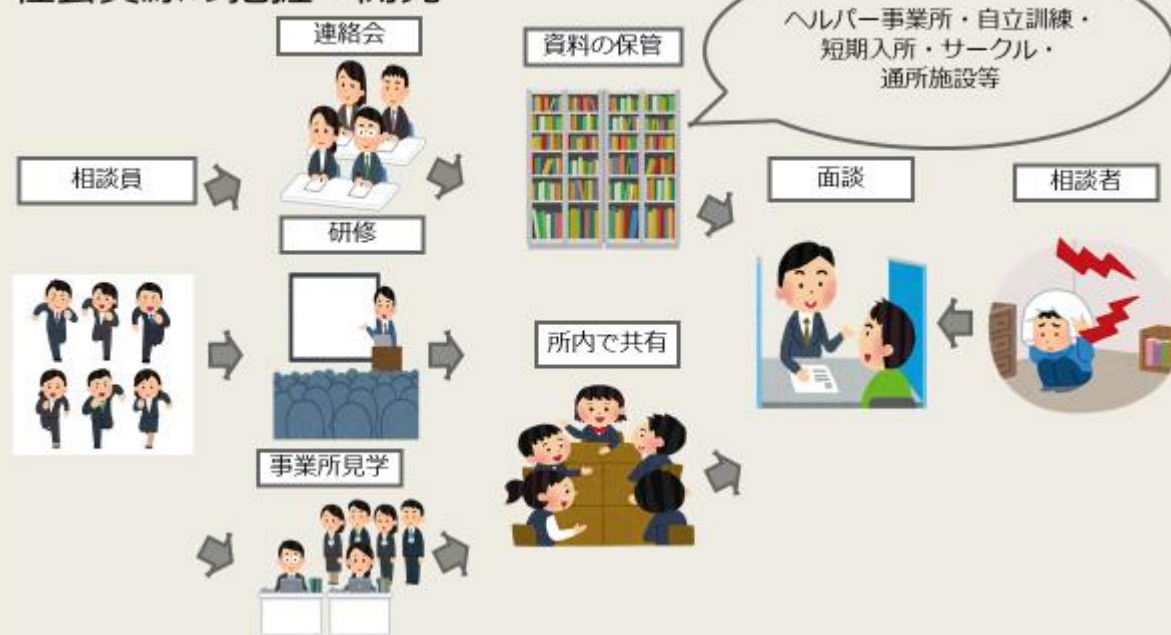 連絡会
資料の保管
ヘルパー事業所・自立訓練・
短期入所・サークル・
通所施設等
相談員
面談
相談者
研修
所内で共有
事業所見学